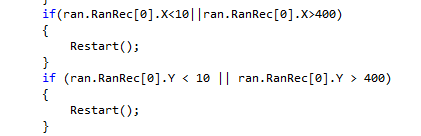 }
if(ran.RanRec[0].X<10||ran.RanRec[0].X>400)
{
Restart();
}
if (ran.RanRec[0].Y < 10 || ran.RanRec[0].Y > 400)
{
Restart();
}